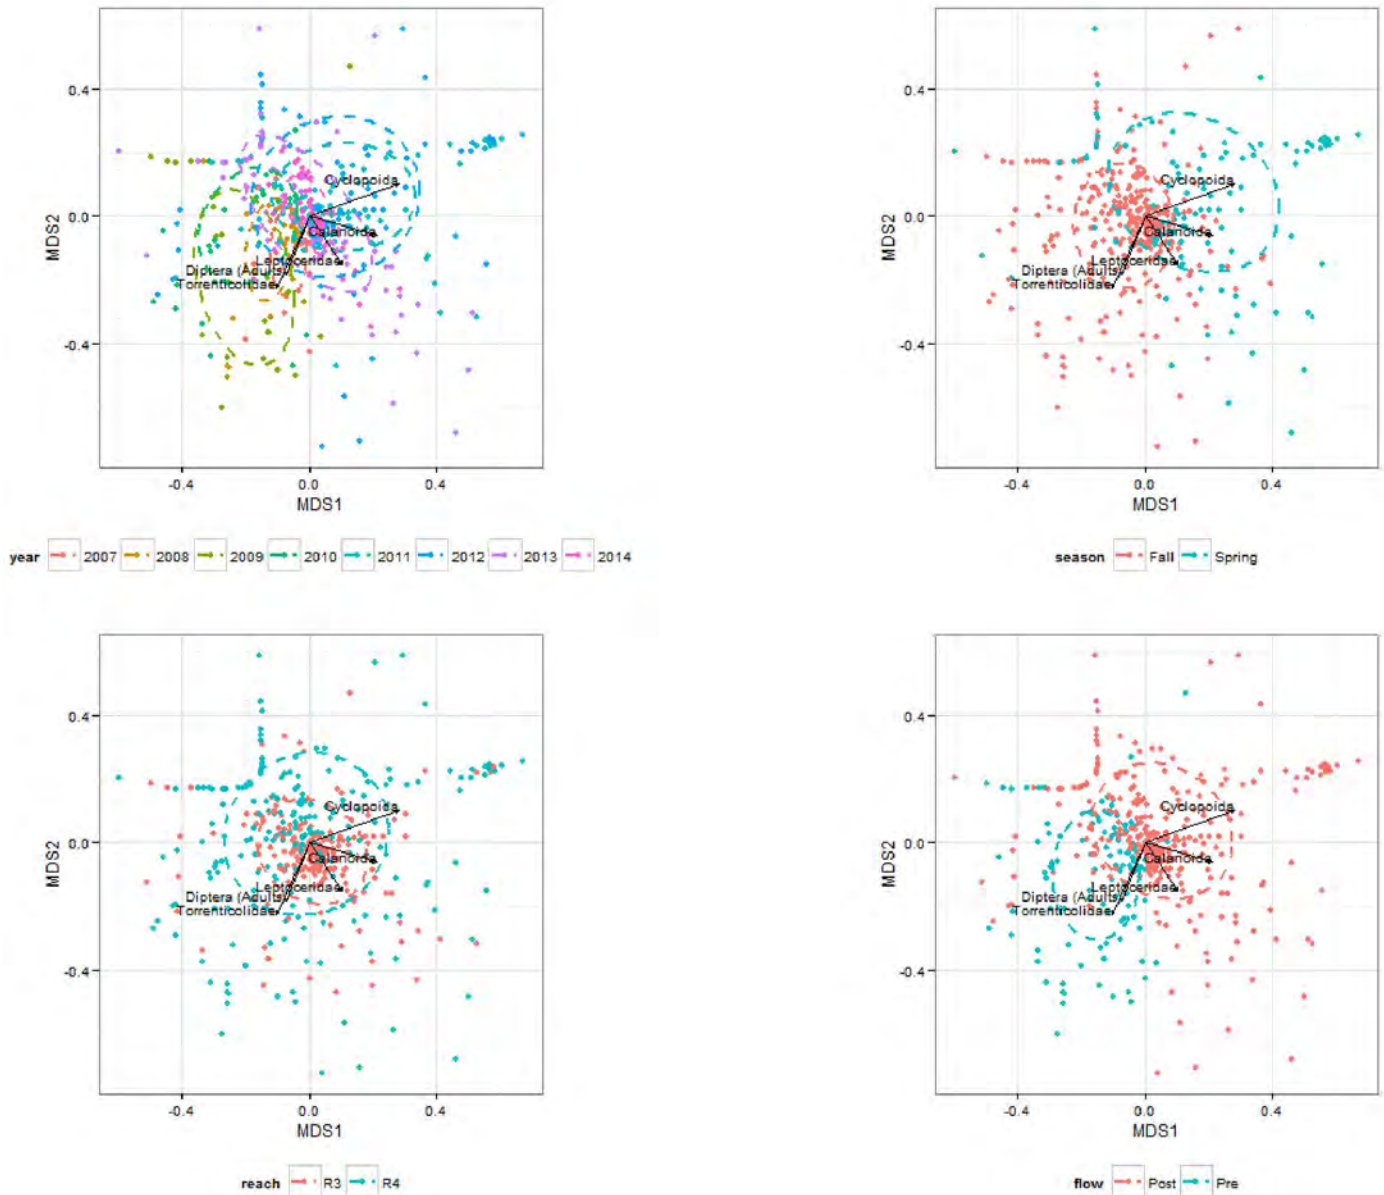 0.4
0.0
-0.4
MDS2
Cyclopoida
Calanoida
Leptoceridae
Diptera (Adults)
Torrenticolidae
-0.4 0.0 0.4
MDS1
year 2007 2008 2009 2010 2011 2012 2013 2014
0.4
0.0
-0.4
MDS2
Cyclopoida
Calanoida
Leptoceridae
Diptera (Adults)
Torrenticolidae
-0.4 0.0 0.4
MDS1
season Fall Spring
0.4
0.0
-0.4
MDS2
Cyclopoida
Calanoida
Leptoceridae
Diptera (Adults)
Torrenticolidae
-0.4 0.0 0.4
MDS1
reach R3 R4
0.4
0.0
-0.4
MDS2
Cyclopoida
Calanoida
Leptoceridae
Diptera (Adults)
Torrenticolidae
-0.4 0.0 0.4
MDS1
flow Post Pre